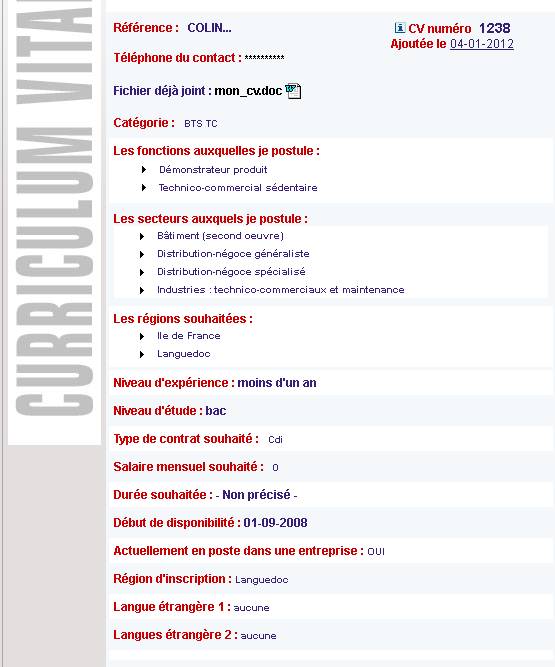 CURRICULUM VITA
Référence : COLIN...
CV numéro 1238
Ajoutée le 04-01-2012
Téléphone du contact : **********
Fichier déjà joint : mon_cv.doc
Catégorie : BTS TC
Les fonctions auxquelles je postule :
Démonstrateur produit
Technico-commercial sédentaire
Les secteurs auxquels je postule :
Bâtiment (second oeuvre)
Distribution-négoce généraliste
Distribution-négoce spécialisé
Industries : technico-commerciaux et maintenance
Les régions souhaitées :
Ile de France
Languedoc
Niveau d'expérience : moins d'un an
Niveau d'étude : bac
Type de contrat souhaité : Cdi
Salaire mensuel souhaité : 0
Durée souhaitée : - Non précisé -
Début de disponibilité : 01-09-2008
Actuellement en poste dans une entreprise : OUI
Région d'inscription : Languedoc
Langue étrangère 1 : aucune
Langues étrangère 2 : aucune